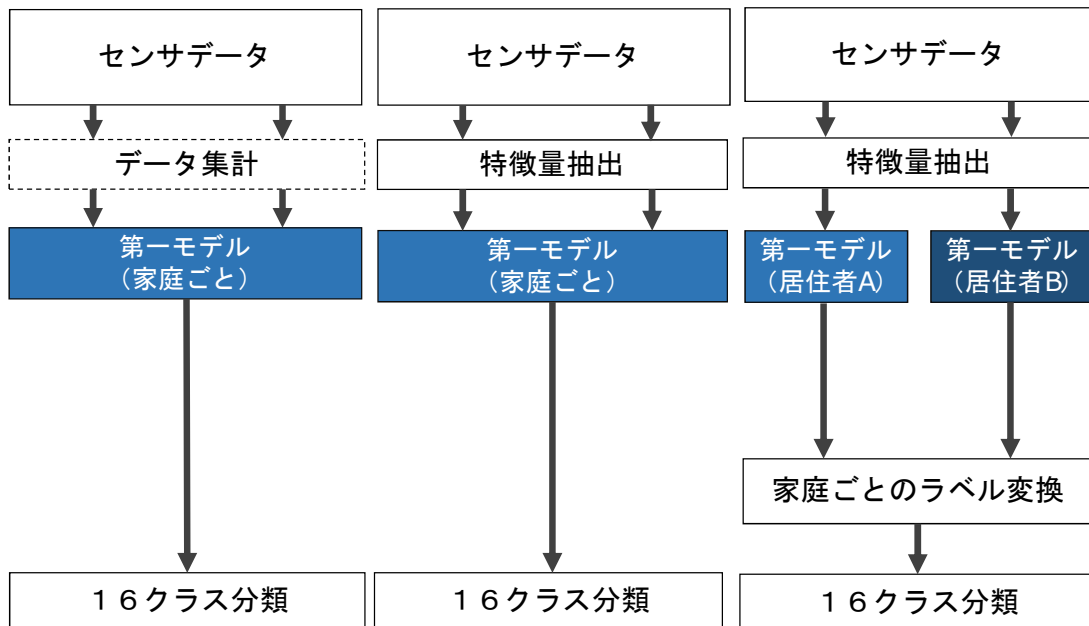 センサデータ
データ集計
第一モデル
（家庭ごと）
１６クラス分類
センサデータ
特徴量抽出
第一モデル
（家庭ごと）
１６クラス分類
センサデータ
特徴量抽出
第一モデル
（居住者A）
第一モデル
（居住者B）
家庭ごとのラベル変換
１６クラス分類